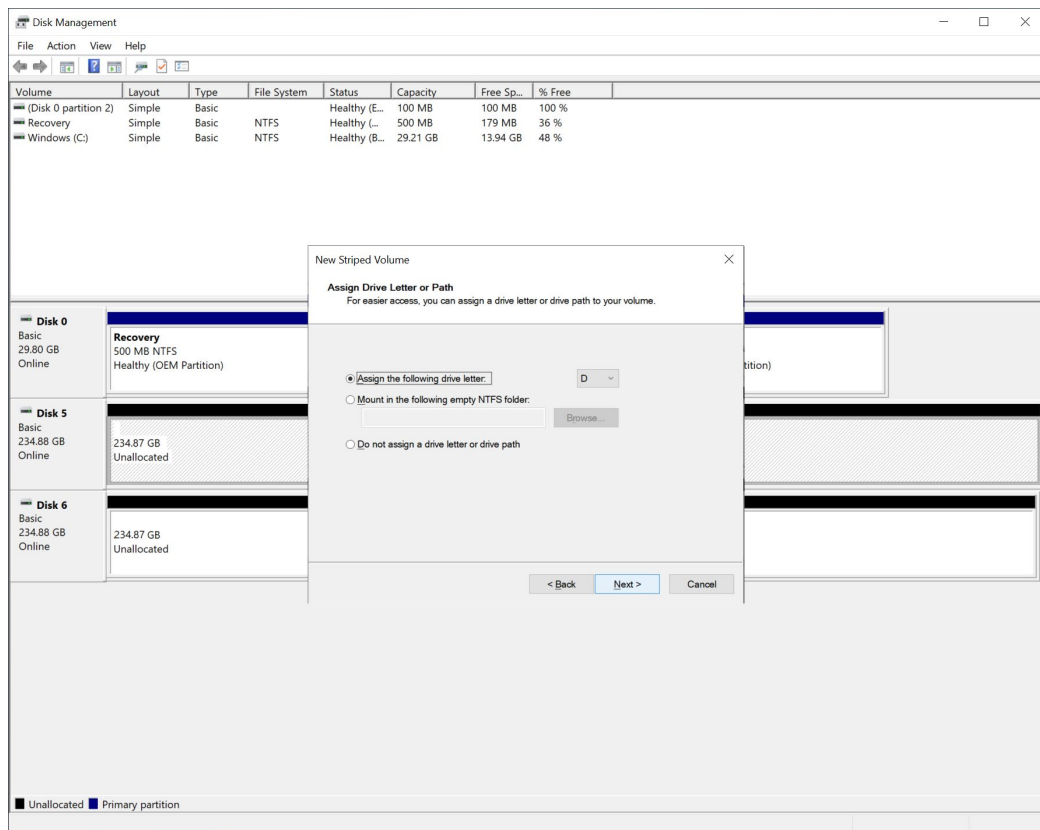 Disk Management
File Action View Help
Volume Layout Type File System Status Capacity Free Sp... % Free
(Disk 0 partition 2) Simple Basic Healthy (E... 100 MB 100 MB 100 %
Recovery Simple Basic NTFS Healthy (... 500 MB 179 MB 36 %
Windows (C:) Simple Basic NTFS Healthy (B... 29.21 GB 13.94 GB 48 %
New Striped Volume
Assign Drive Letter or Path
For easier access, you can assign a drive letter or drive path to your volume.
Assign the following drive letter: D
Mount in the following empty NTFS folder:
Browse...
Do not assign a drive letter or drive path
< Back Next > Cancel
Disk 0
Basic
29.80 GB
Online
Recovery
500 MB NTFS
Healthy (OEM Partition)
tition)
Disk 5
Basic
234.88 GB
Online
234.87 GB
Unallocated
Disk 6
Basic
234.88 GB
Online
234.87 GB
Unallocated
Unallocated Primary partition